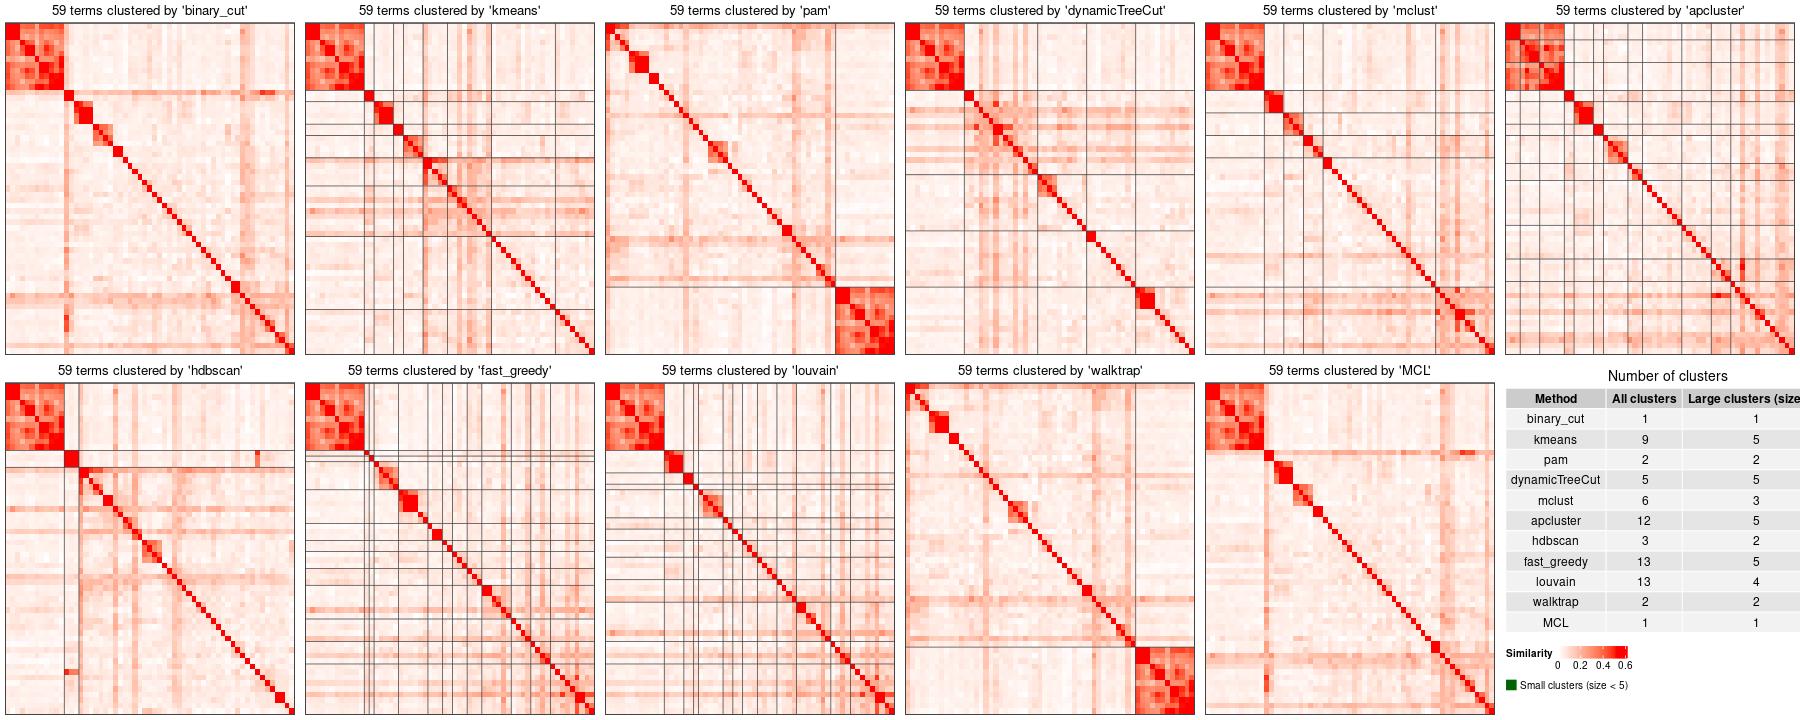 59 terms clustered by 'binary_cut'
59 terms clustered by 'kmeans'
59 terms clustered by 'pam'
59 terms clustered by 'dynamicTreeCut'
59 terms clustered by 'mclust'
59 terms clustered by 'apcluster'
59 terms clustered by 'hdbscan'
59 terms clustered by 'fast_greedy'
59 terms clustered by 'louvain'
59 terms clustered by 'walktrap'
59 terms clustered by 'MCL'
Number of clusters
Method All clusters Large clusters (size
binary_cut 1 1
kmeans 9 5
pam 2 2
dynamicTreeCut 5 5
mclust 6 3
apcluster 12 5
hdbscan 3 2
fast_greedy 13 5
louvain 13 4
walktrap 2 2
MCL 1 1
Similarity
0 0.2 0.4 0.6
Small clusters (size < 5)